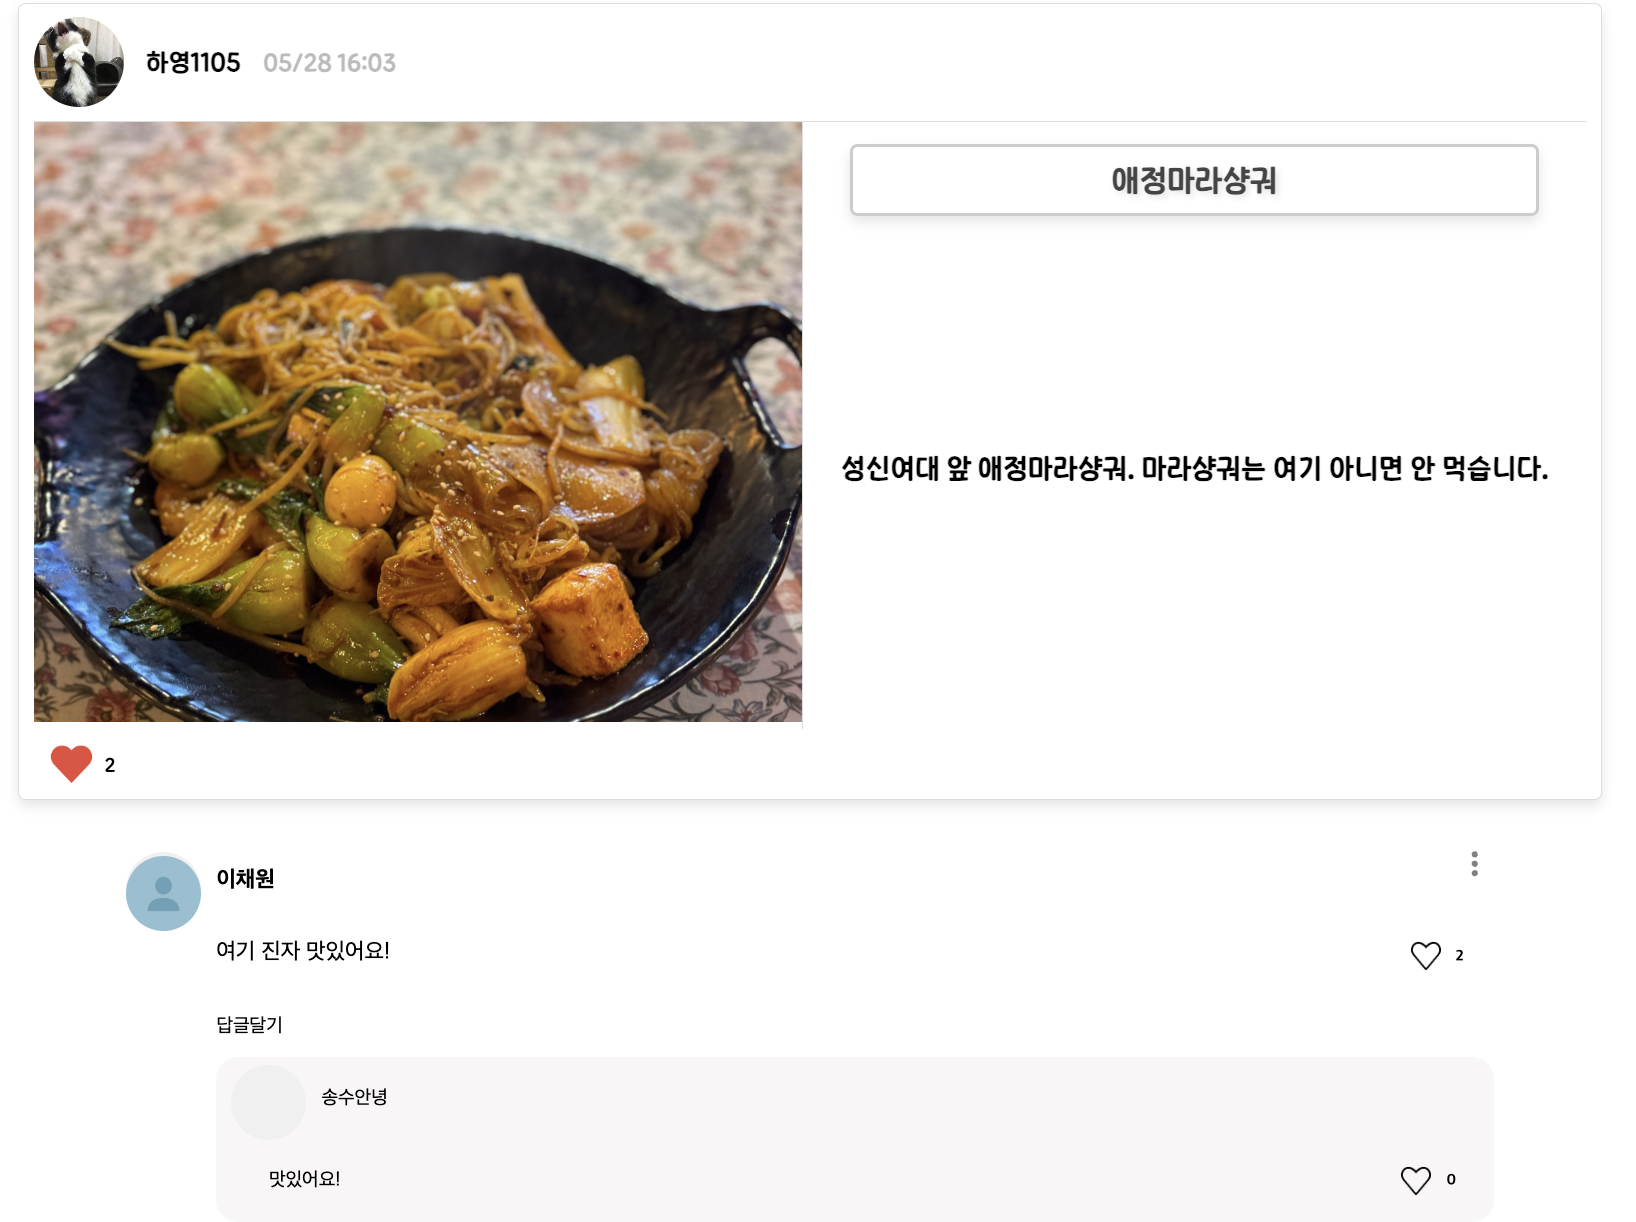 하영1105 05/28 16:03
애정마라샹궈
성신여대 앞 애정마라샹궈. 마라샹궈는 여기 아니면 안 먹습니다.
2
이채원
여기 진자 맛있어요!
2
답글달기
송수안녕
맛있어요!
0